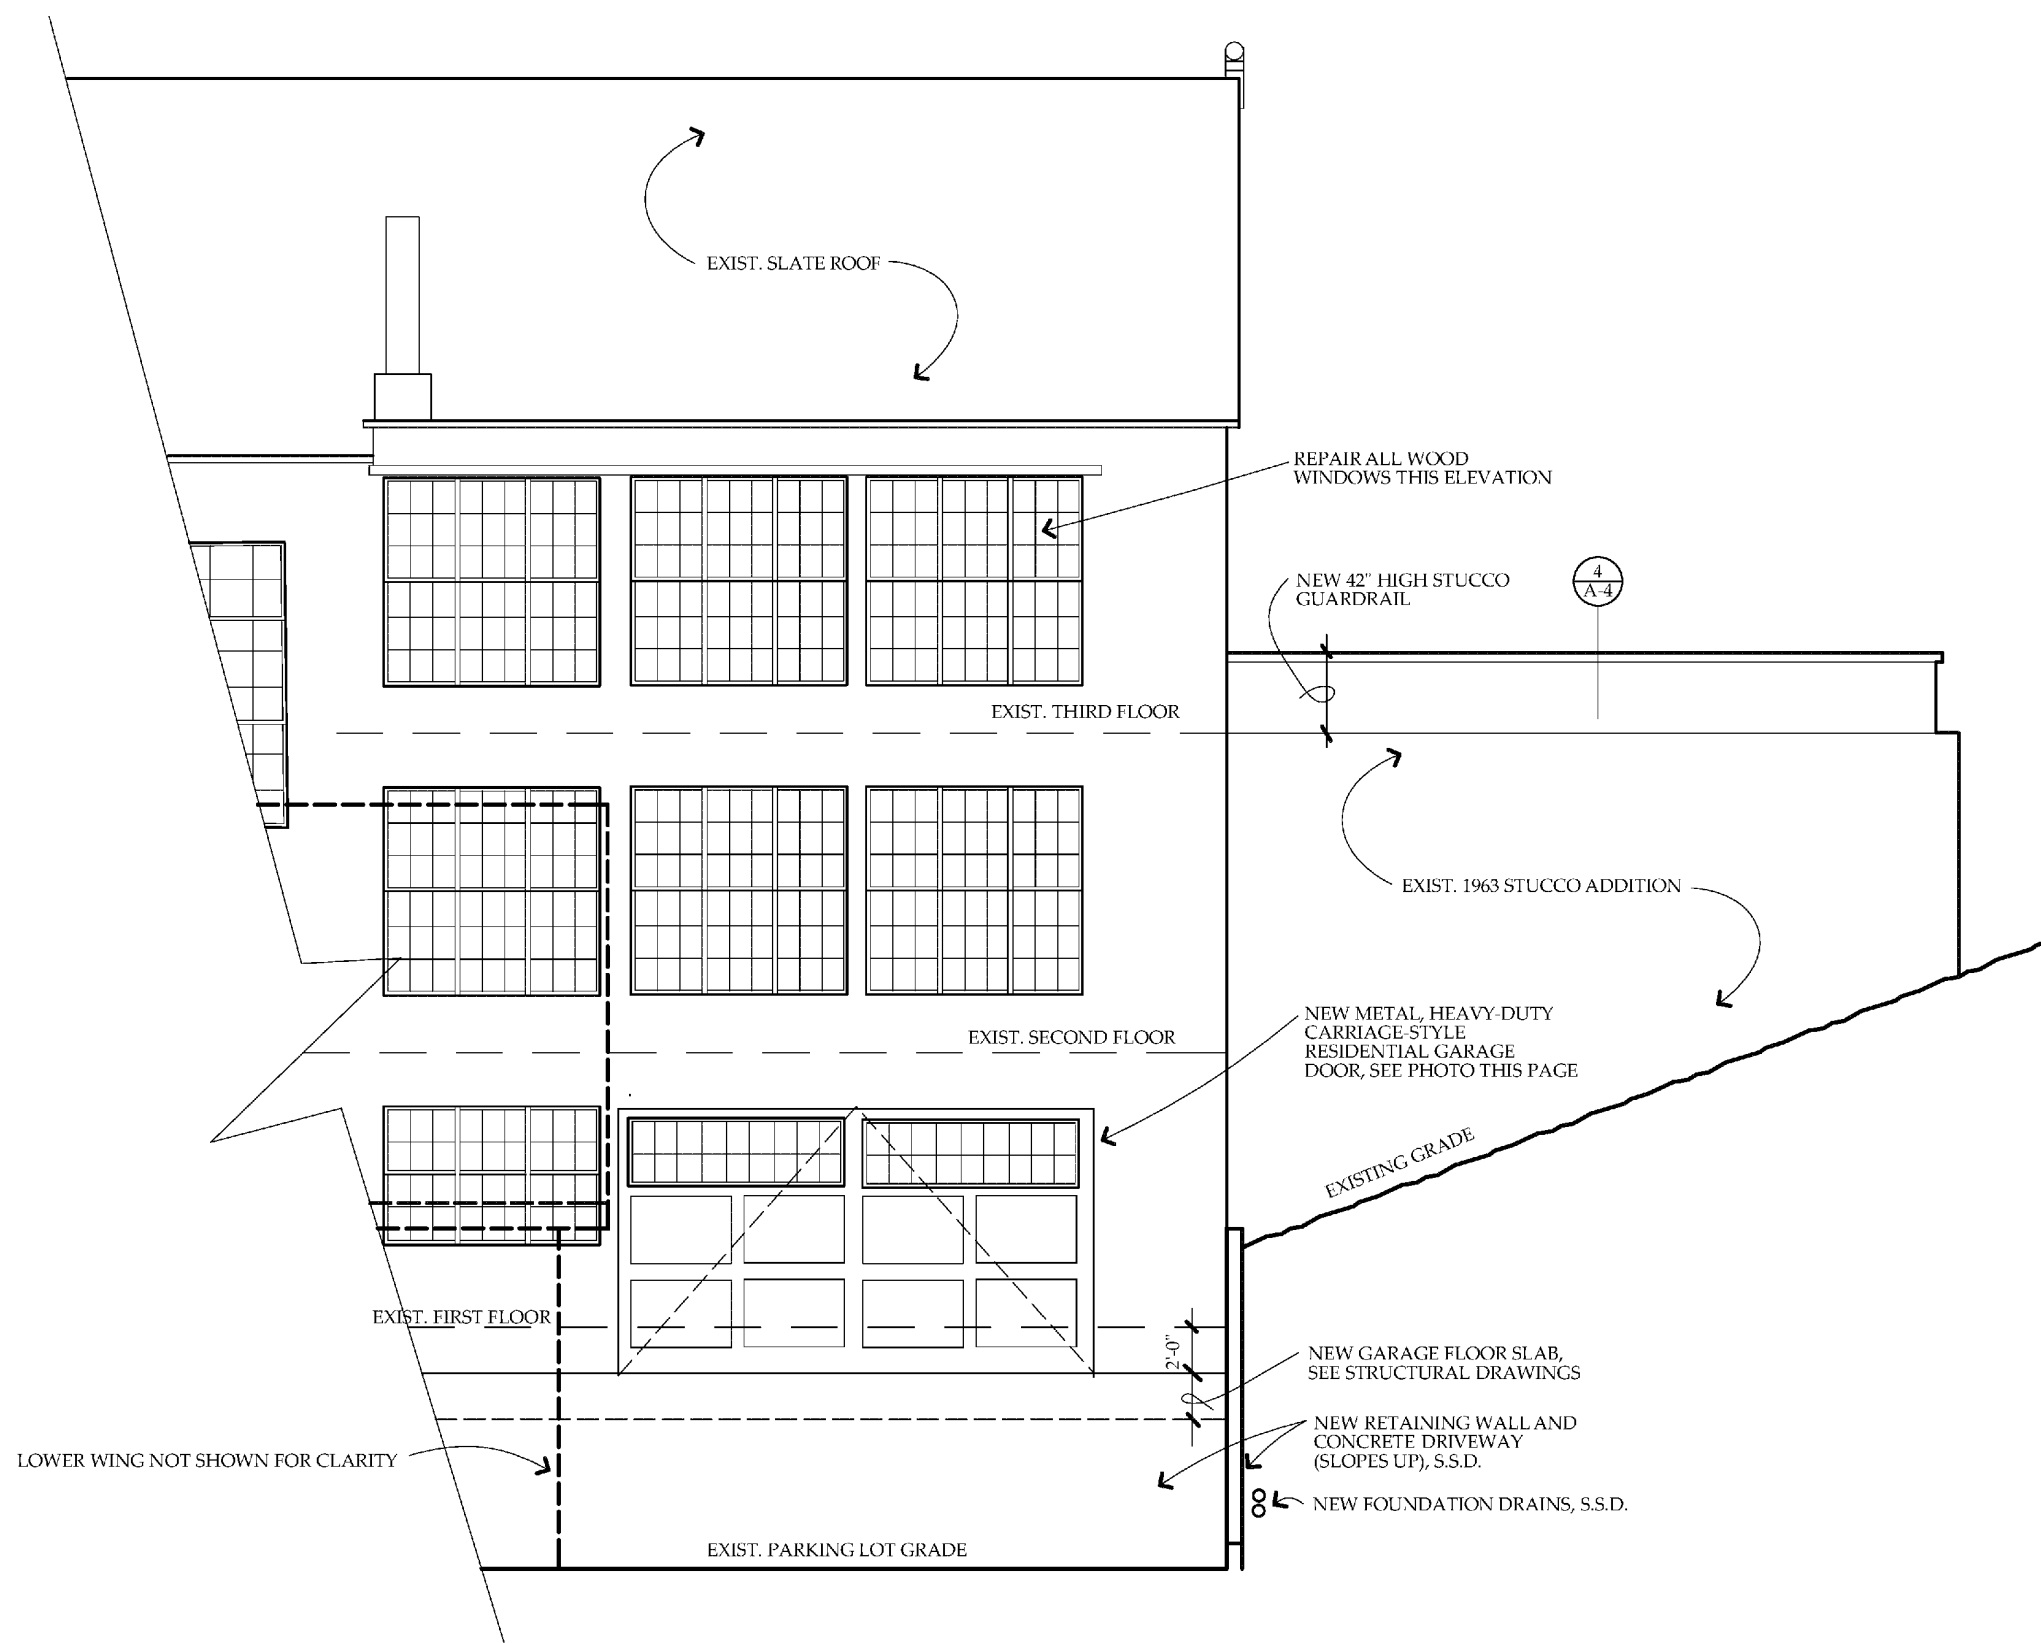 EXIST. SLATE ROOF
REPAIR ALL WOOD
WINDOWS THIS ELEVATION
NEW 42" HIGH STUCCO
GUARDRAIL
4
A-4
EXIST. THIRD FLOOR
EXIST. 1963 STUCCO ADDITION
NEW METAL, HEAVY-DUTY
CARRIAGE-STYLE
RESIDENTIAL GARAGE
DOOR, SEE PHOTO THIS PAGE
EXIST. SECOND FLOOR
EXISTING GRADE
EXIST. FIRST FLOOR
2'-0"
NEW GARAGE FLOOR SLAB,
SEE STRUCTURAL DRAWINGS
NEW RETAINING WALL AND
CONCRETE DRIVEWAY
(SLOPES UP), S.S.D.
LOWER WING NOT SHOWN FOR CLARITY
NEW FOUNDATION DRAINS, S.S.D.
EXIST. PARKING LOT GRADE